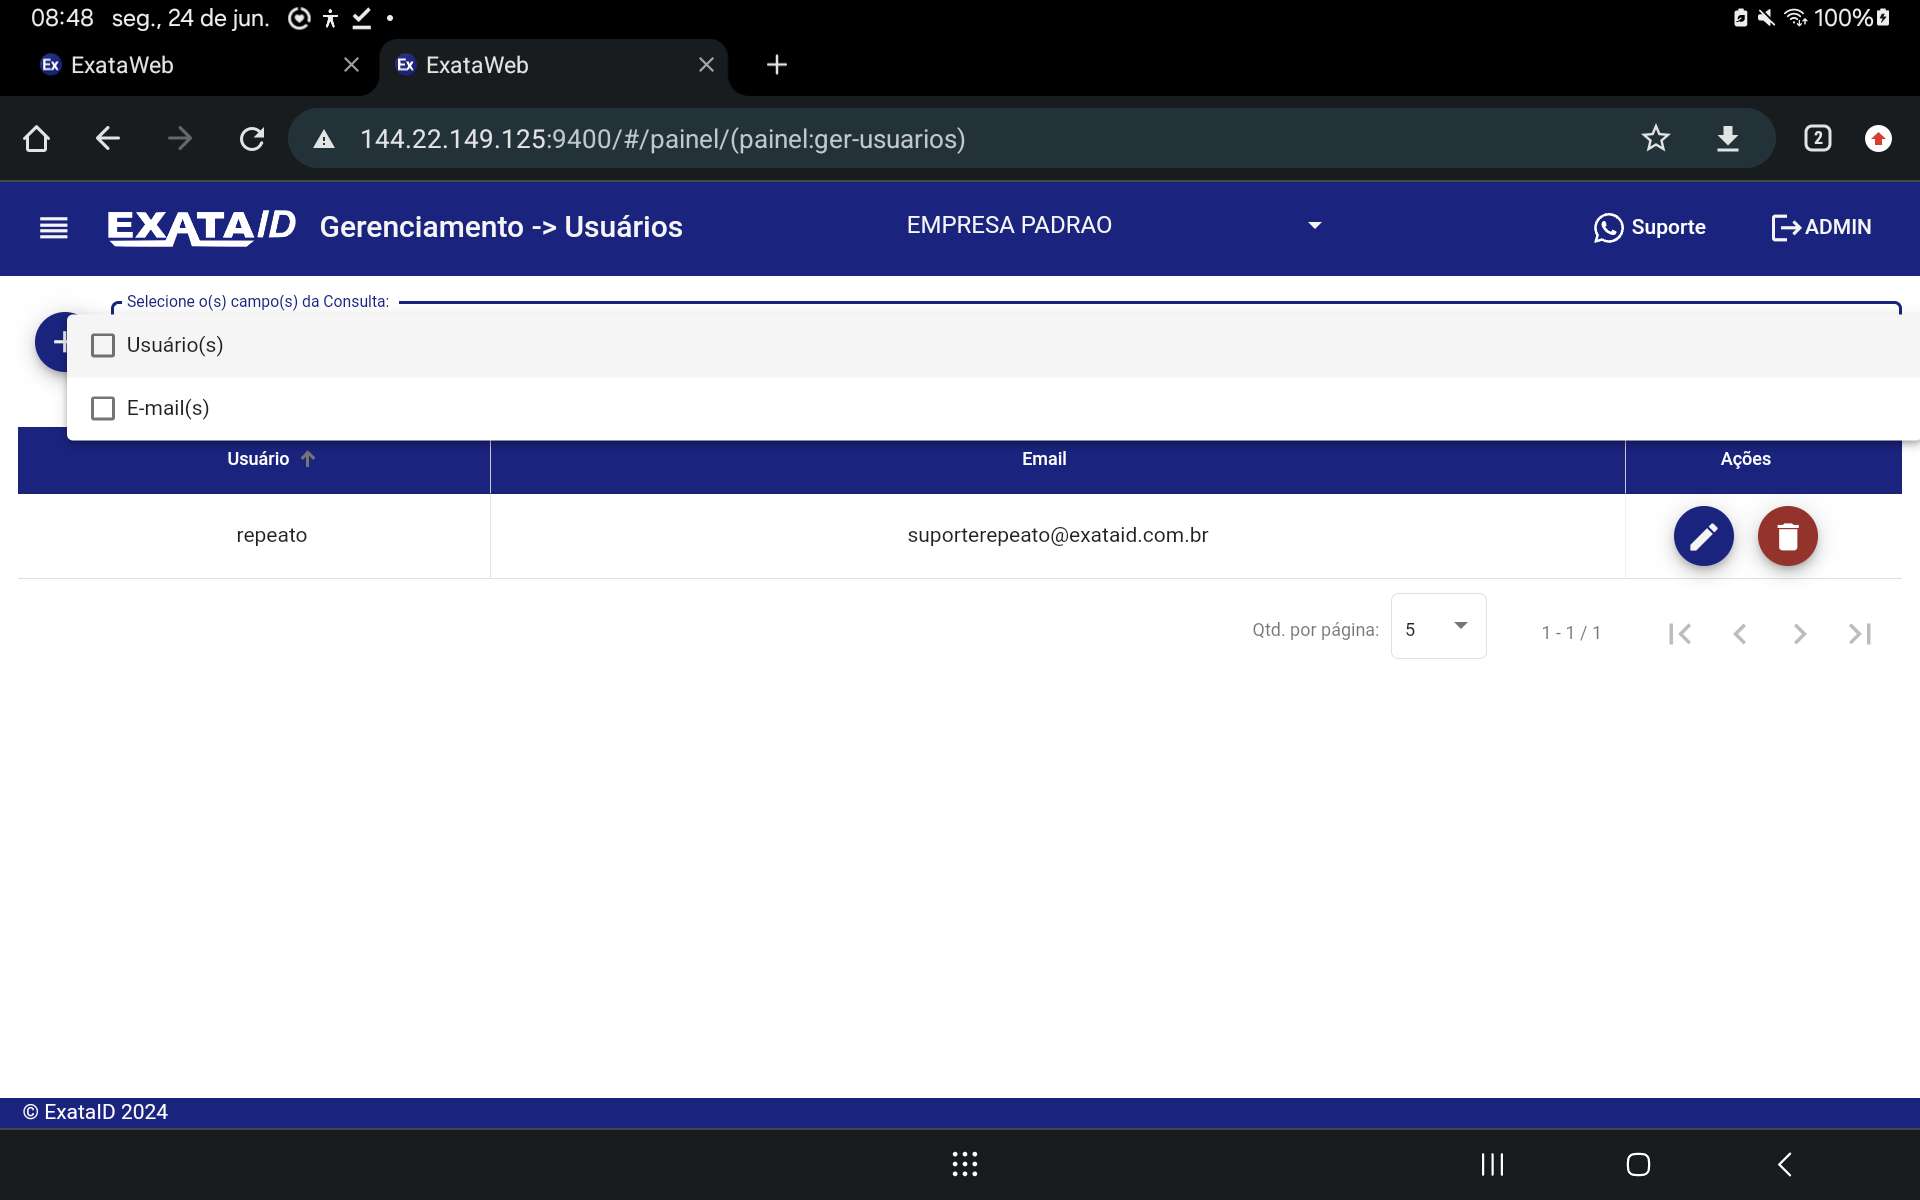 08:48 seg., 24 de jun. 100%
Ex ExataWeb Ex ExataWeb
144.22.149.125:9400/#/painel/(painel:ger-usuarios) 2
EXATAID Gerenciamento -> Usuários EMPRESA PADRAO Suporte ADMIN
Selecione o(s) campo(s) da Consulta:
Usuário(s)
E-mail(s)
Usuário Email Ações
repeato suporterepeato@exataid.com.br
Qtd. por página: 5 1 - 1 / 1
© ExataID 2024